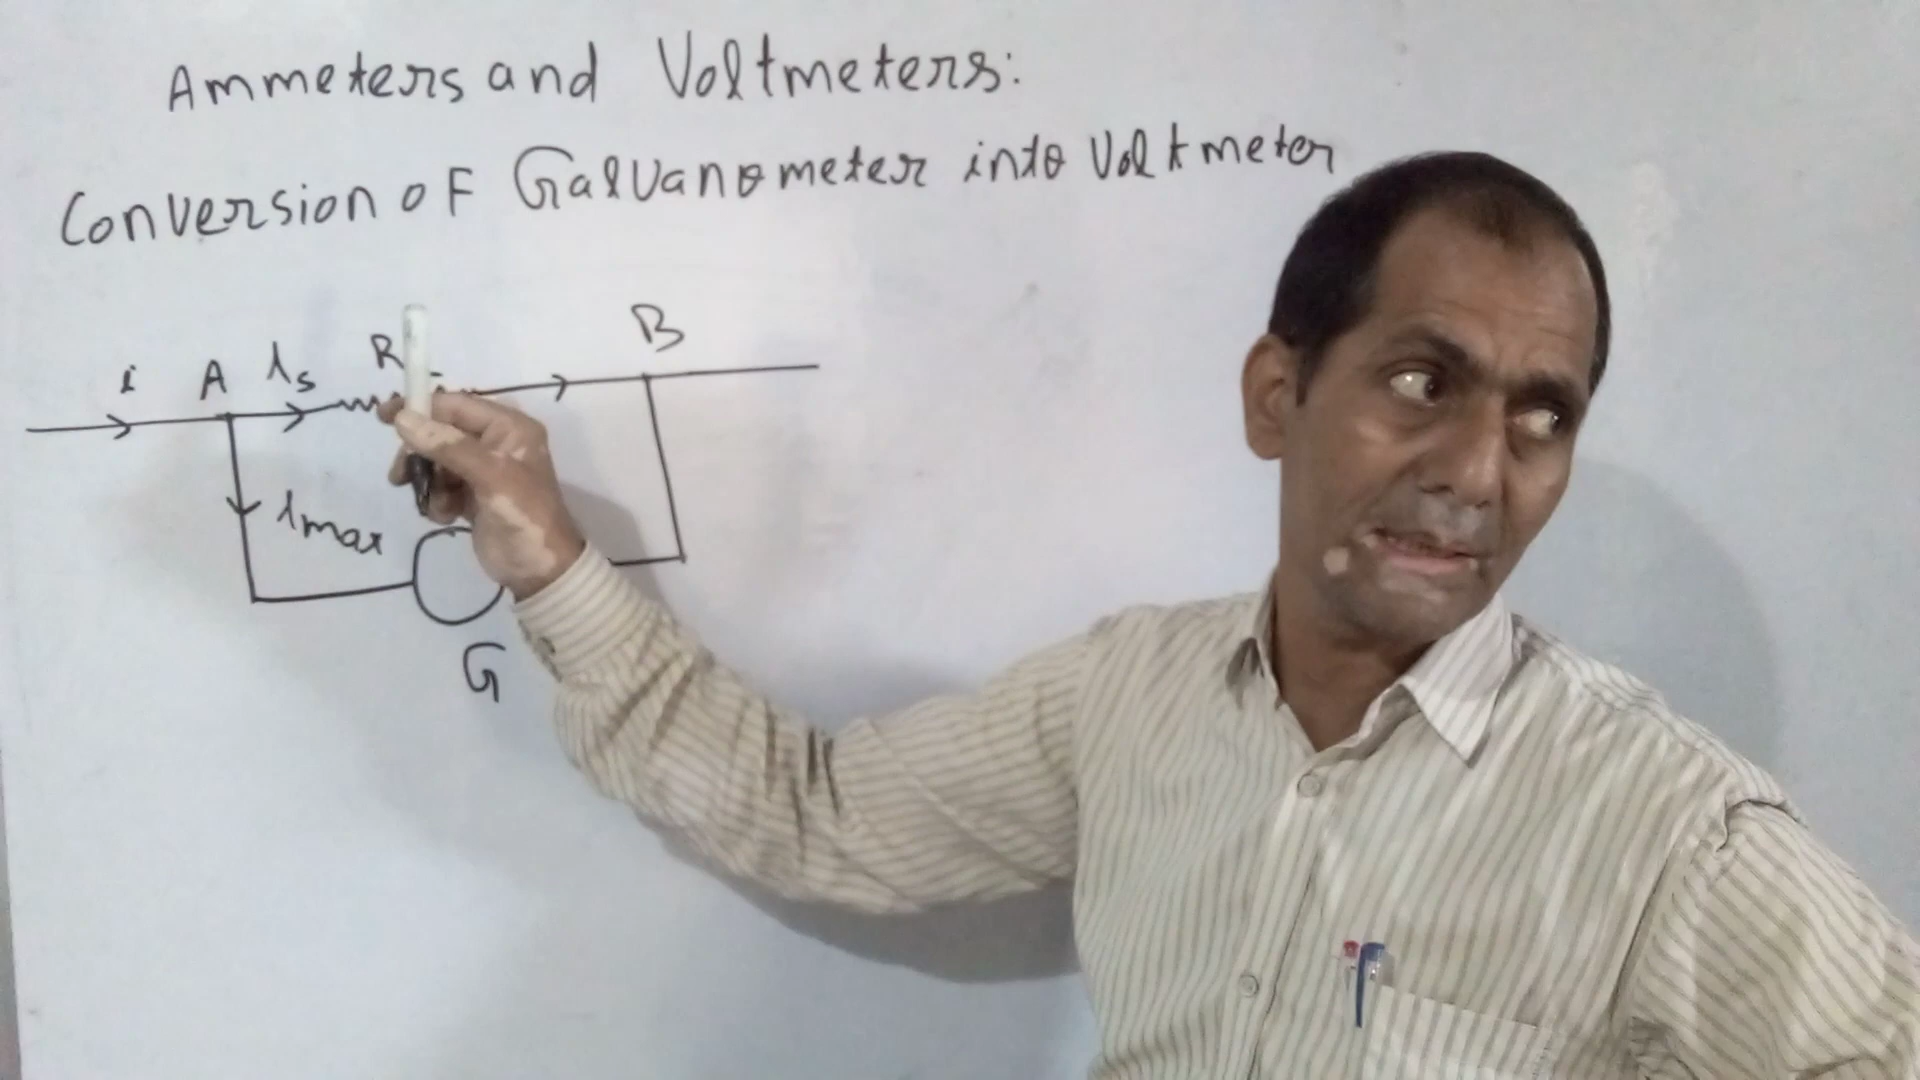 Ammeters and Voltmeters:
Conversion of Galvanometer into Voltmeter
i A is R B
imax
G